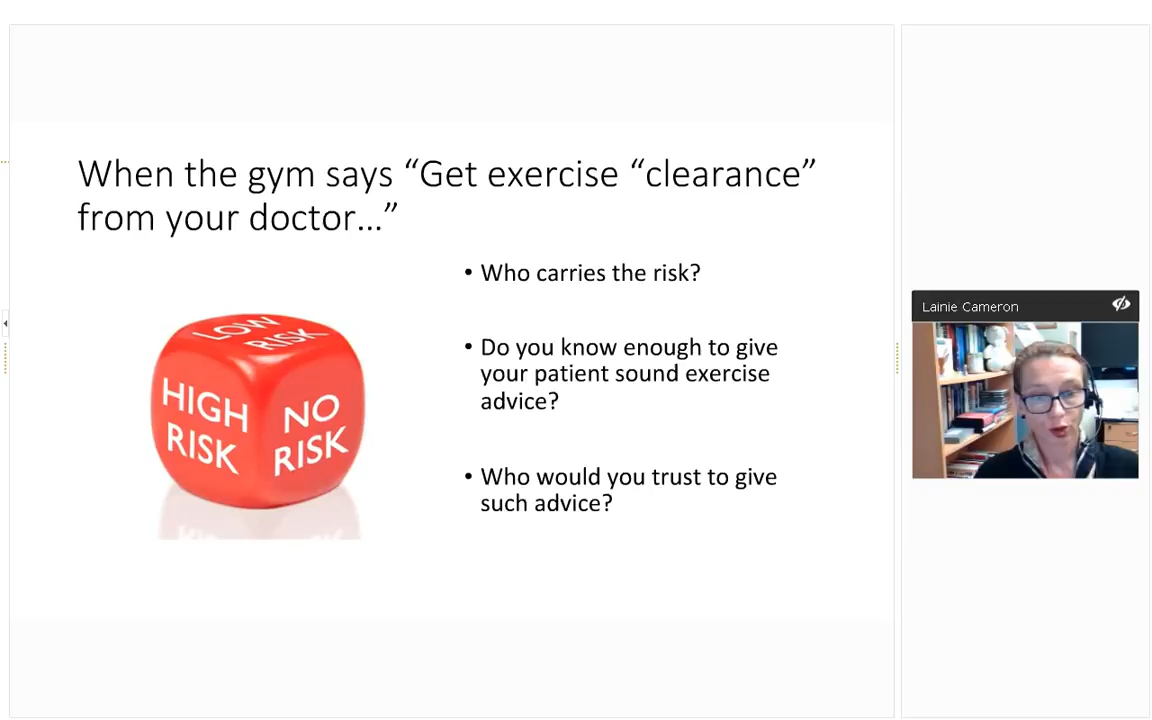 When the gym says “Get exercise “clearance”
from your doctor...”
• Who carries the risk?
• Do you know enough to give
your patient sound exercise
advice?
• Who would you trust to give
such advice?
LOW
RISK
HIGH
RISK
NO
RISK
Lainie Cameron